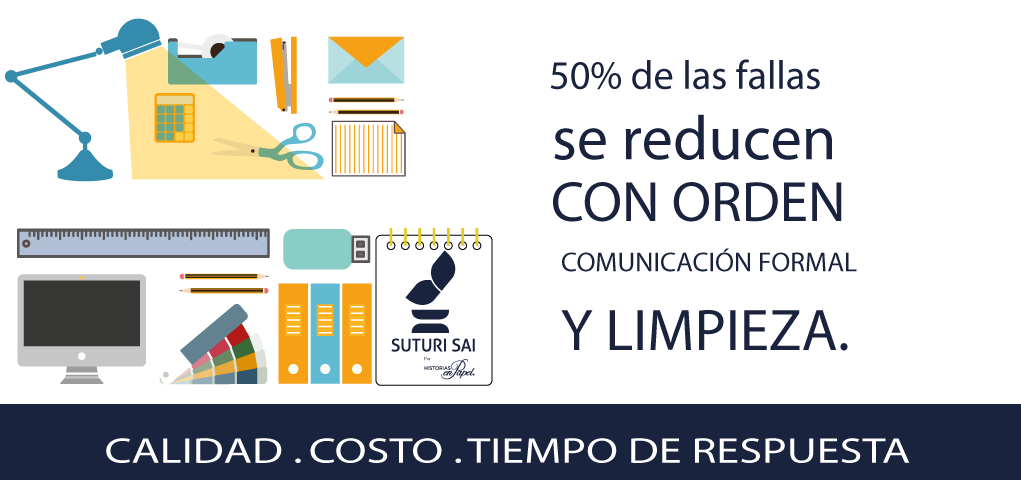 50% de las fallas
se reducen
CON ORDEN
COMUNICACIÓN FORMAL
Y LIMPIEZA.
SUTURI SAI
Por
HISTORIAS
en Papel.
CALIDAD . COSTO . TIEMPO DE RESPUESTA